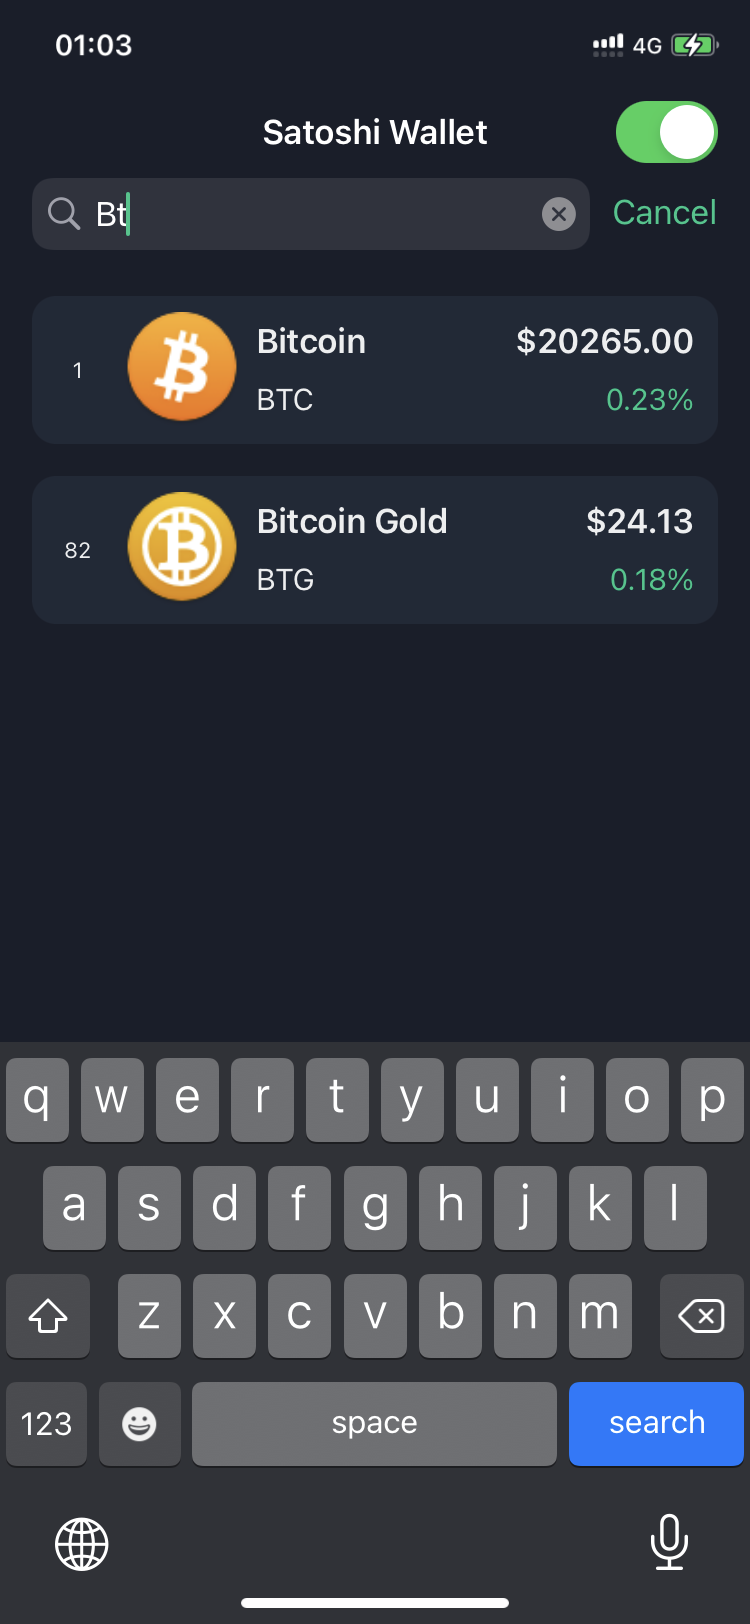 01:03 4G
Satoshi Wallet
Bt Cancel
1 Bitcoin $20265.00
BTC 0.23%
82 Bitcoin Gold $24.13
BTG 0.18%
q w e r t y u i o p
a s d f g h j k l
z x c v b n m
123 space search